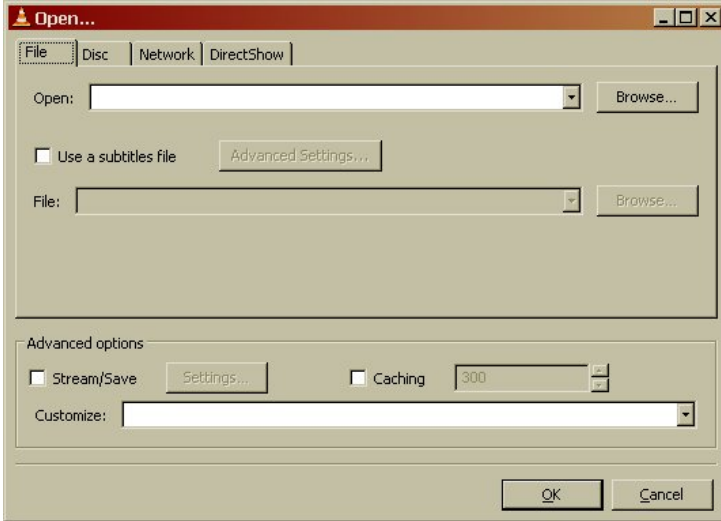 Open...
File Disc Network DirectShow
Open: Browse...
Use a subtitles file Advanced Settings...
File: Browse...
Advanced options
Stream/Save Settings... Caching 300
Customize:
OK Cancel